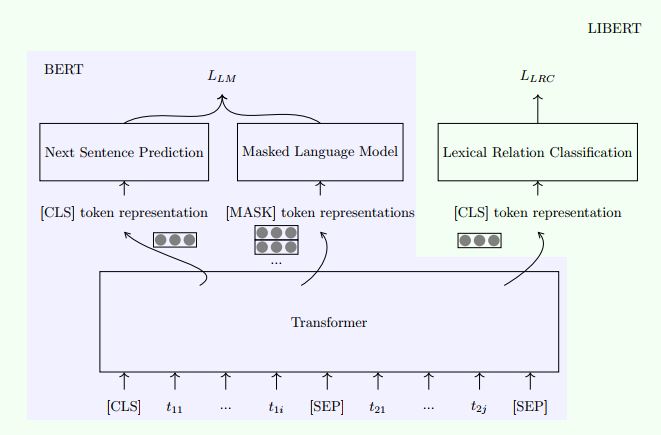 LIBERT
BERT
L_{LM}
L_{LRC}
Next Sentence Prediction
Masked Language Model
Lexical Relation Classification
[CLS] token representation
[MASK] token representations
[CLS] token representation
...
Transformer
[CLS] t_{11} ... t_{1i} [SEP] t_{21} ... t_{2j} [SEP]